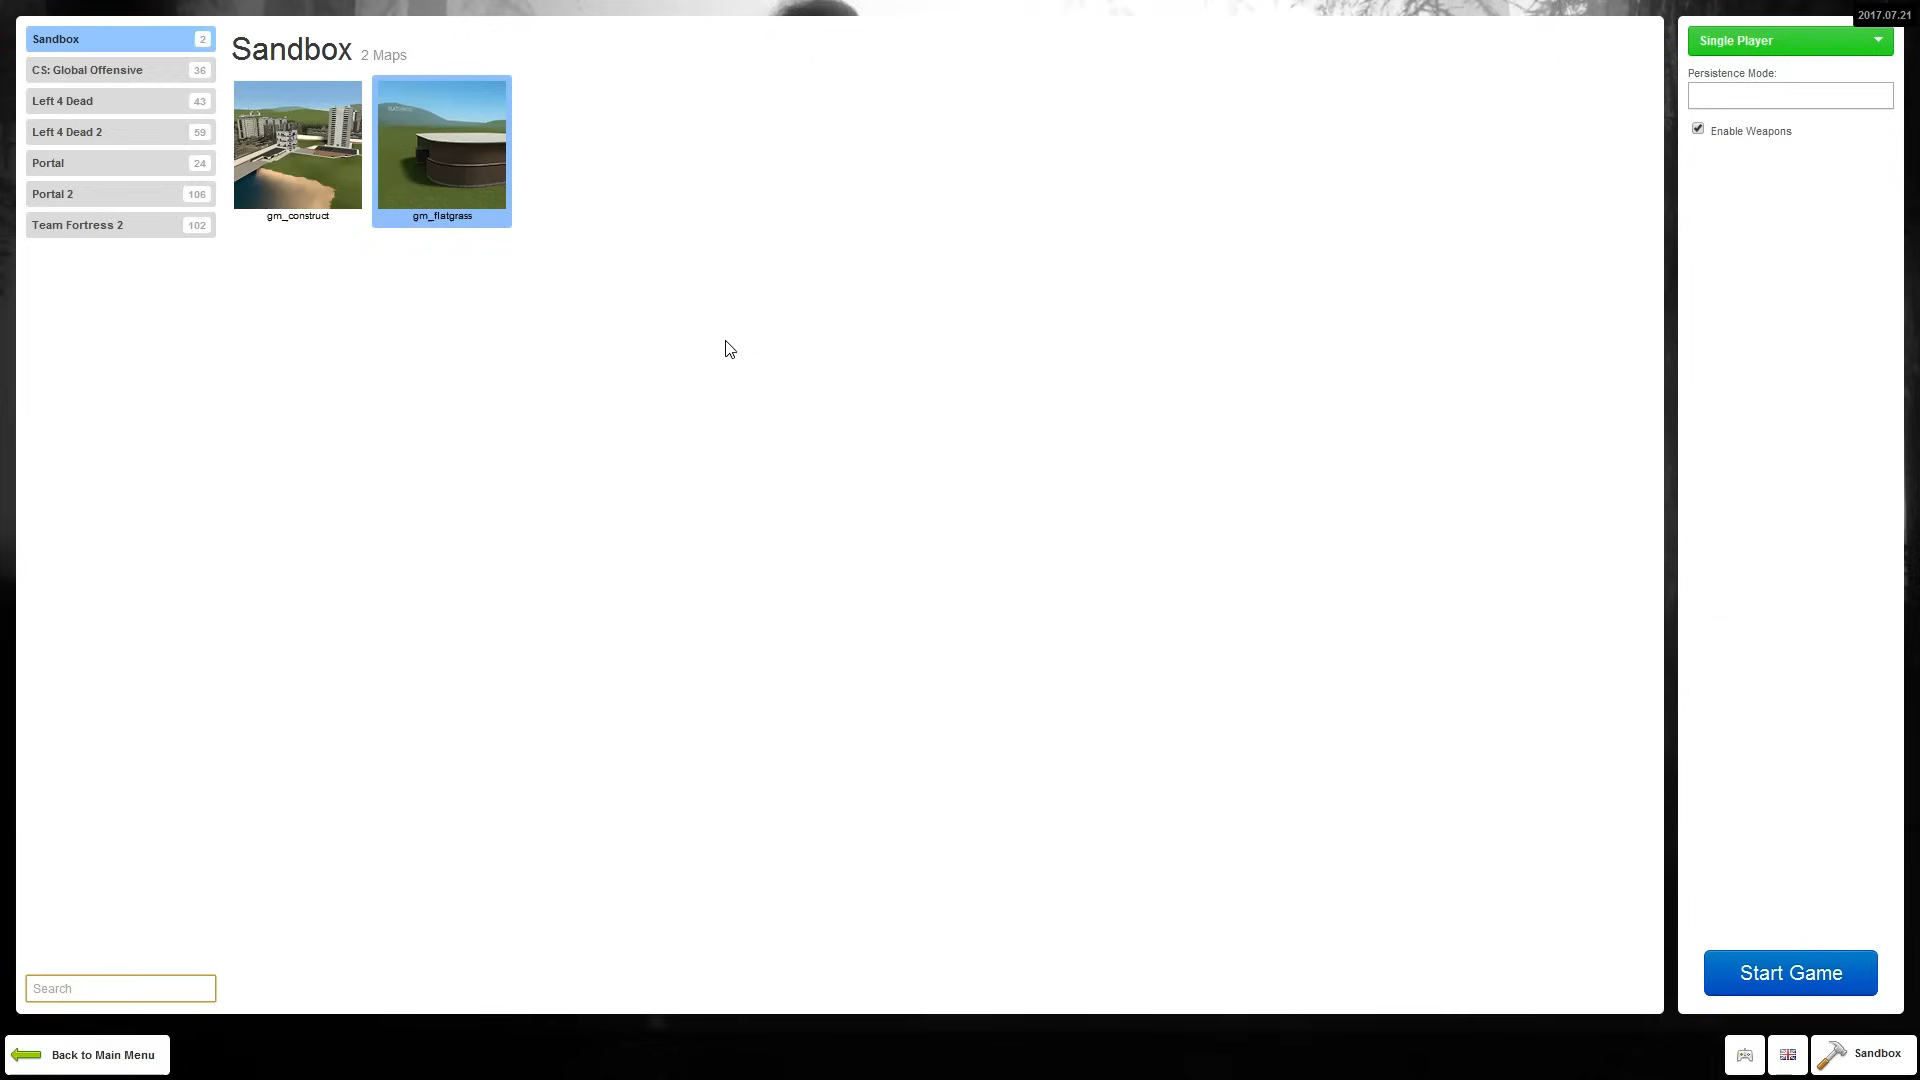 2017.07.21
Sandbox 2
CS: Global Offensive 36
Left 4 Dead 43
Left 4 Dead 2 59
Portal 24
Portal 2 106
Team Fortress 2 102
Sandbox 2 Maps
gm_construct
gm_flatgrass
Single Player
Persistence Mode:
Enable Weapons
Start Game
Search
Back to Main Menu
Sandbox